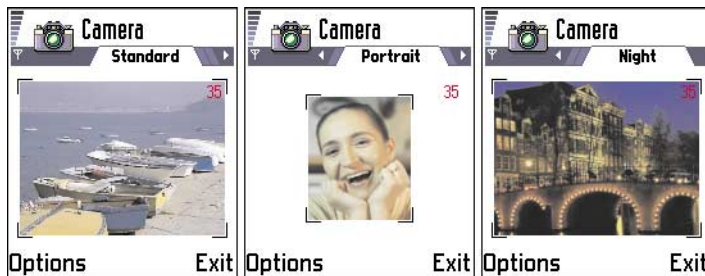 Camera
Standard
35
Options Exit
Camera
Portrait
35
Options Exit
Camera
Night
35
Options Exit